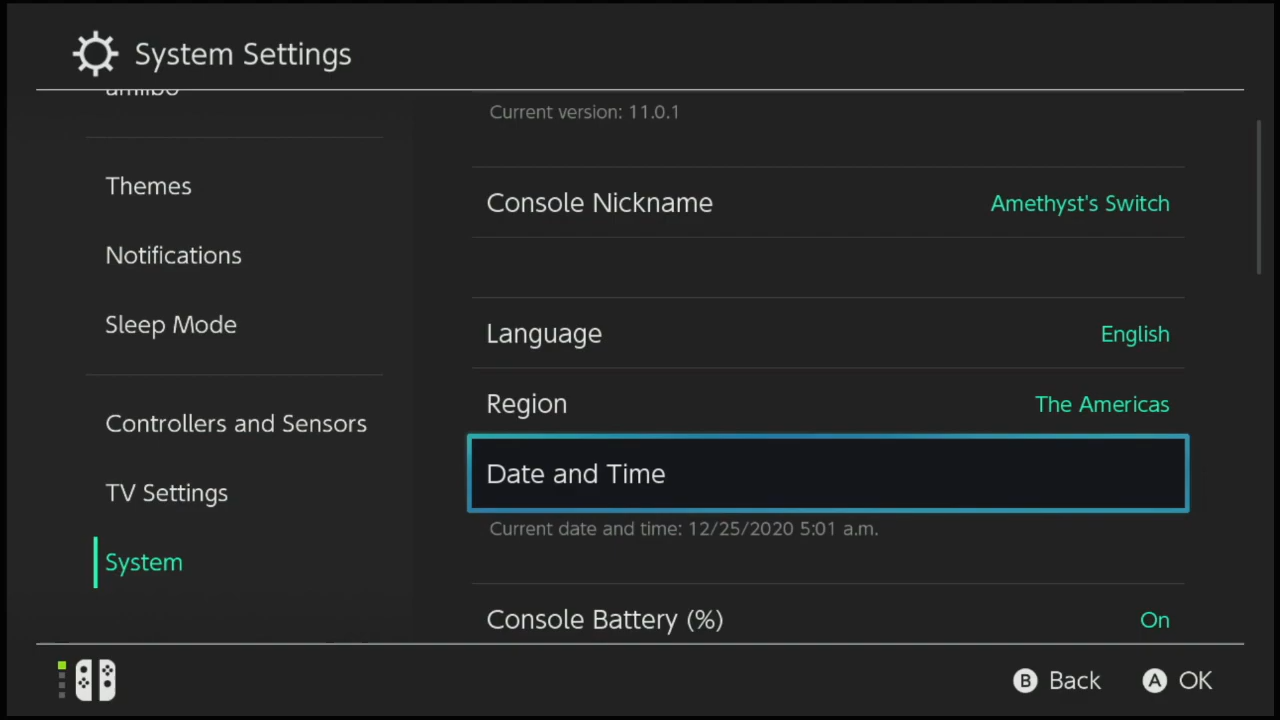 System Settings
amiibo
Themes
Notifications
Sleep Mode
Controllers and Sensors
TV Settings
System
Current version: 11.0.1
Console Nickname Amethyst's Switch
Language English
Region The Americas
Date and Time
Current date and time: 12/25/2020 5:01 a.m.
Console Battery (%) On
B Back A OK